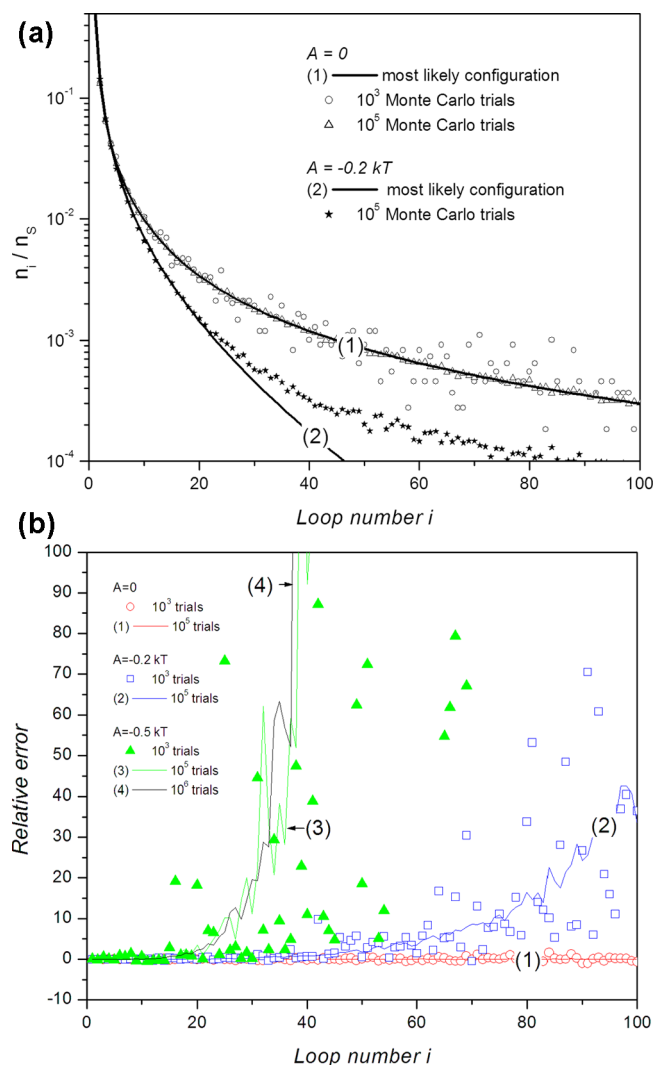 (a)
A = 0
(1) most likely configuration
10³ Monte Carlo trials
10⁵ Monte Carlo trials
A = -0.2 kT
(2) most likely configuration
10⁵ Monte Carlo trials
10⁻¹
10⁻²
10⁻³
10⁻⁴
nᵢ / nₛ
(1)
(2)
0 20 40 60 80 100
Loop number i
(b)
100
90
80
70
60
50
40
30
20
10
0
-10
Relative error
A=0
10³ trials
(1) 10⁵ trials
A=-0.2 kT
10³ trials
(2) 10⁵ trials
A=-0.5 kT
10³ trials
(3) 10⁵ trials
(4) 10⁶ trials
(4)
(3)
(2)
(1)
0 20 40 60 80 100
Loop number i